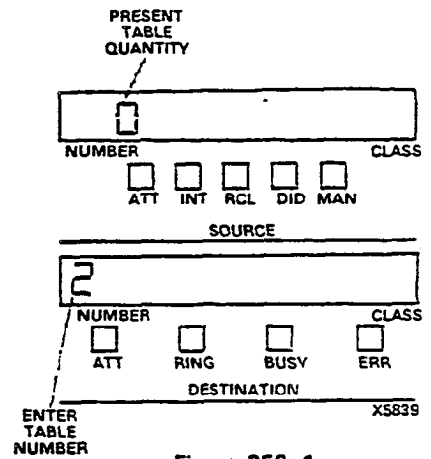 PRESENT
TABLE
QUANTITY
0
NUMBER CLASS
ATT INT RCL DID MAN
SOURCE
2
NUMBER CLASS
ATT RING BUSY ERR
DESTINATION
X5839
ENTER
TABLE
NUMBER